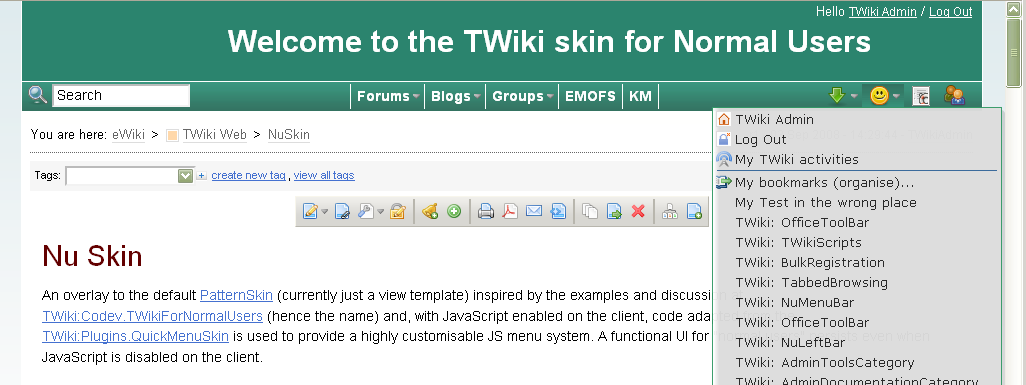 Hello TWiki Admin / Log Out
Welcome to the TWiki skin for Normal Users
Search
Forums Blogs Groups EMOFS KM
You are here: eWiki > TWiki Web > NuSkin
Tags: create new tag , view all tags
Nu Skin
An overlay to the default PatternSkin (currently just a view template) inspired by the examples and discussion
TWiki:Codev.TWikiForNormalUsers (hence the name) and, with JavaScript enabled on the client, code
TWiki:Plugins.QuickMenuSkin is used to provide a highly customisable JS menu system. A functional UI for
JavaScript is disabled on the client.
TWiki Admin
Log Out
My TWiki activities
My bookmarks (organise)...
My Test in the wrong place
TWiki: OfficeToolBar
TWiki: TWikiScripts
TWiki: BulkRegistration
TWiki: TabbedBrowsing
TWiki: NuMenuBar
TWiki: OfficeToolBar
TWiki: NuLeftBar
TWiki: AdminToolsCategory
TWiki: AdminDocumentationCategory